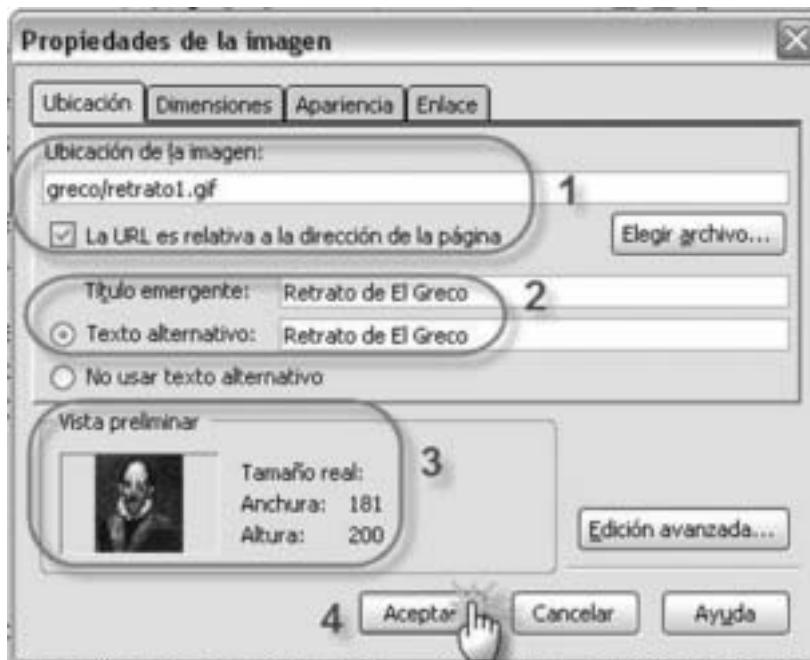 Propiedades de la imagen
Ubicación Dimensiones Apariencia Enlace
Ubicación de la imagen:
greco/retrato1.gif
1
La URL es relativa a la dirección de la página
Elegir archivo...
Título emergente: Retrato de El Greco
2
Texto alternativo: Retrato de El Greco
No usar texto alternativo
Vista preliminar
3
Tamaño real:
Anchura: 181
Altura: 200
Edición avanzada...
4
Aceptar Cancelar Ayuda